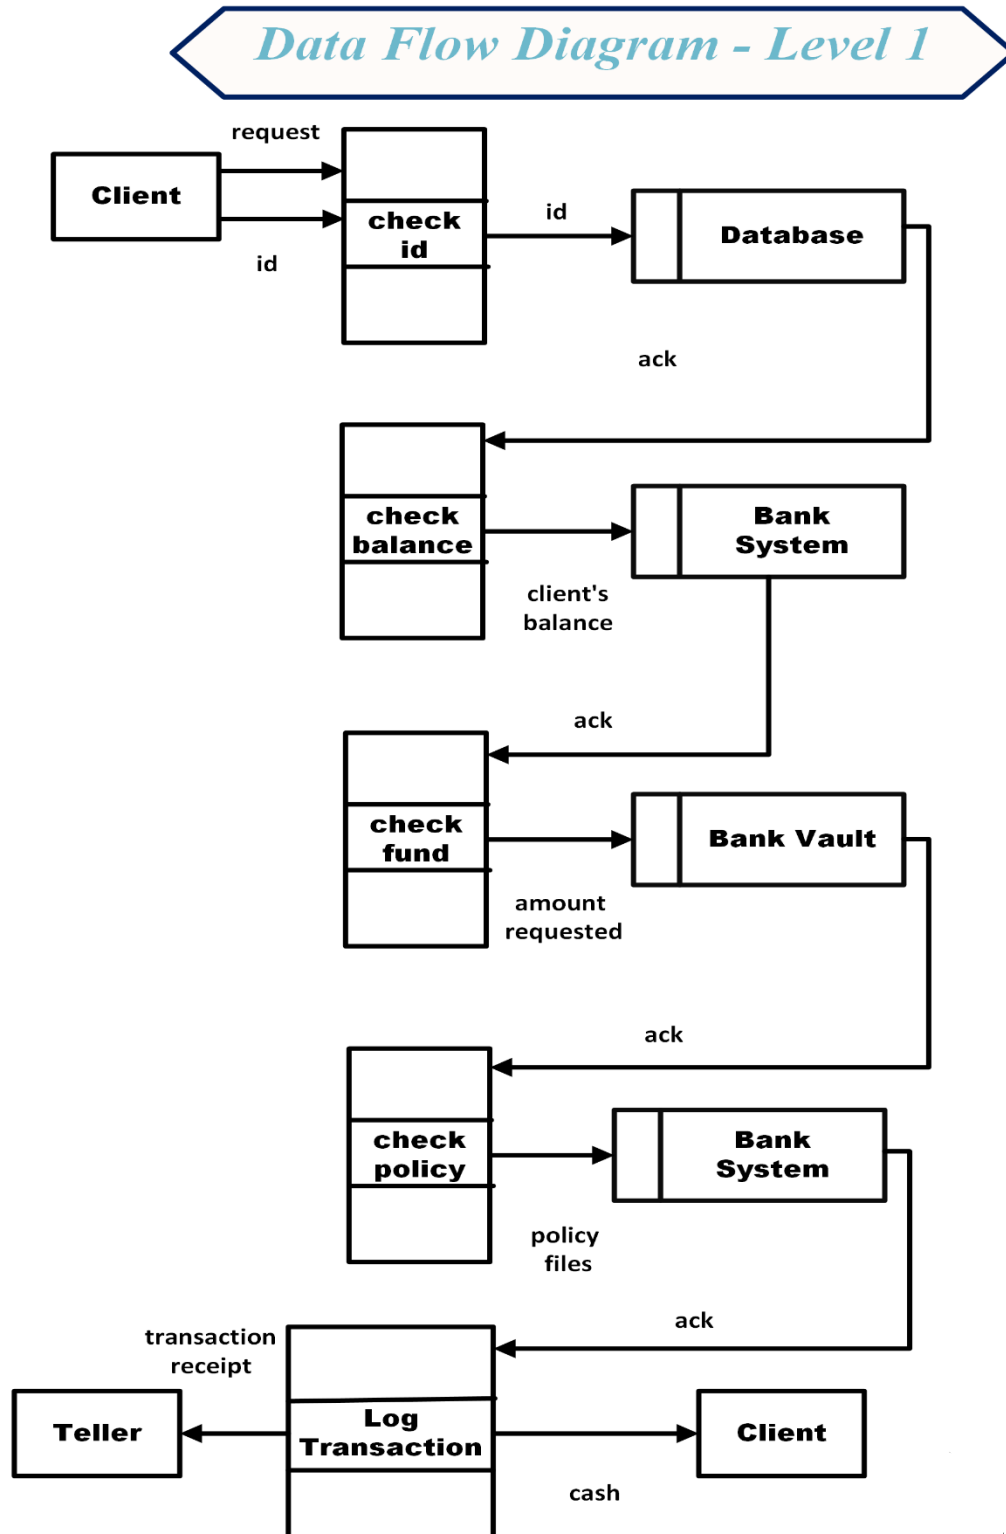 Data Flow Diagram - Level 1
request
Client
check
id
id
id
Database
ack
check
balance
Bank
System
client's
balance
ack
check
fund
Bank Vault
amount
requested
ack
check
policy
Bank
System
policy
files
ack
transaction
receipt
Teller
Log
Transaction
Client
cash